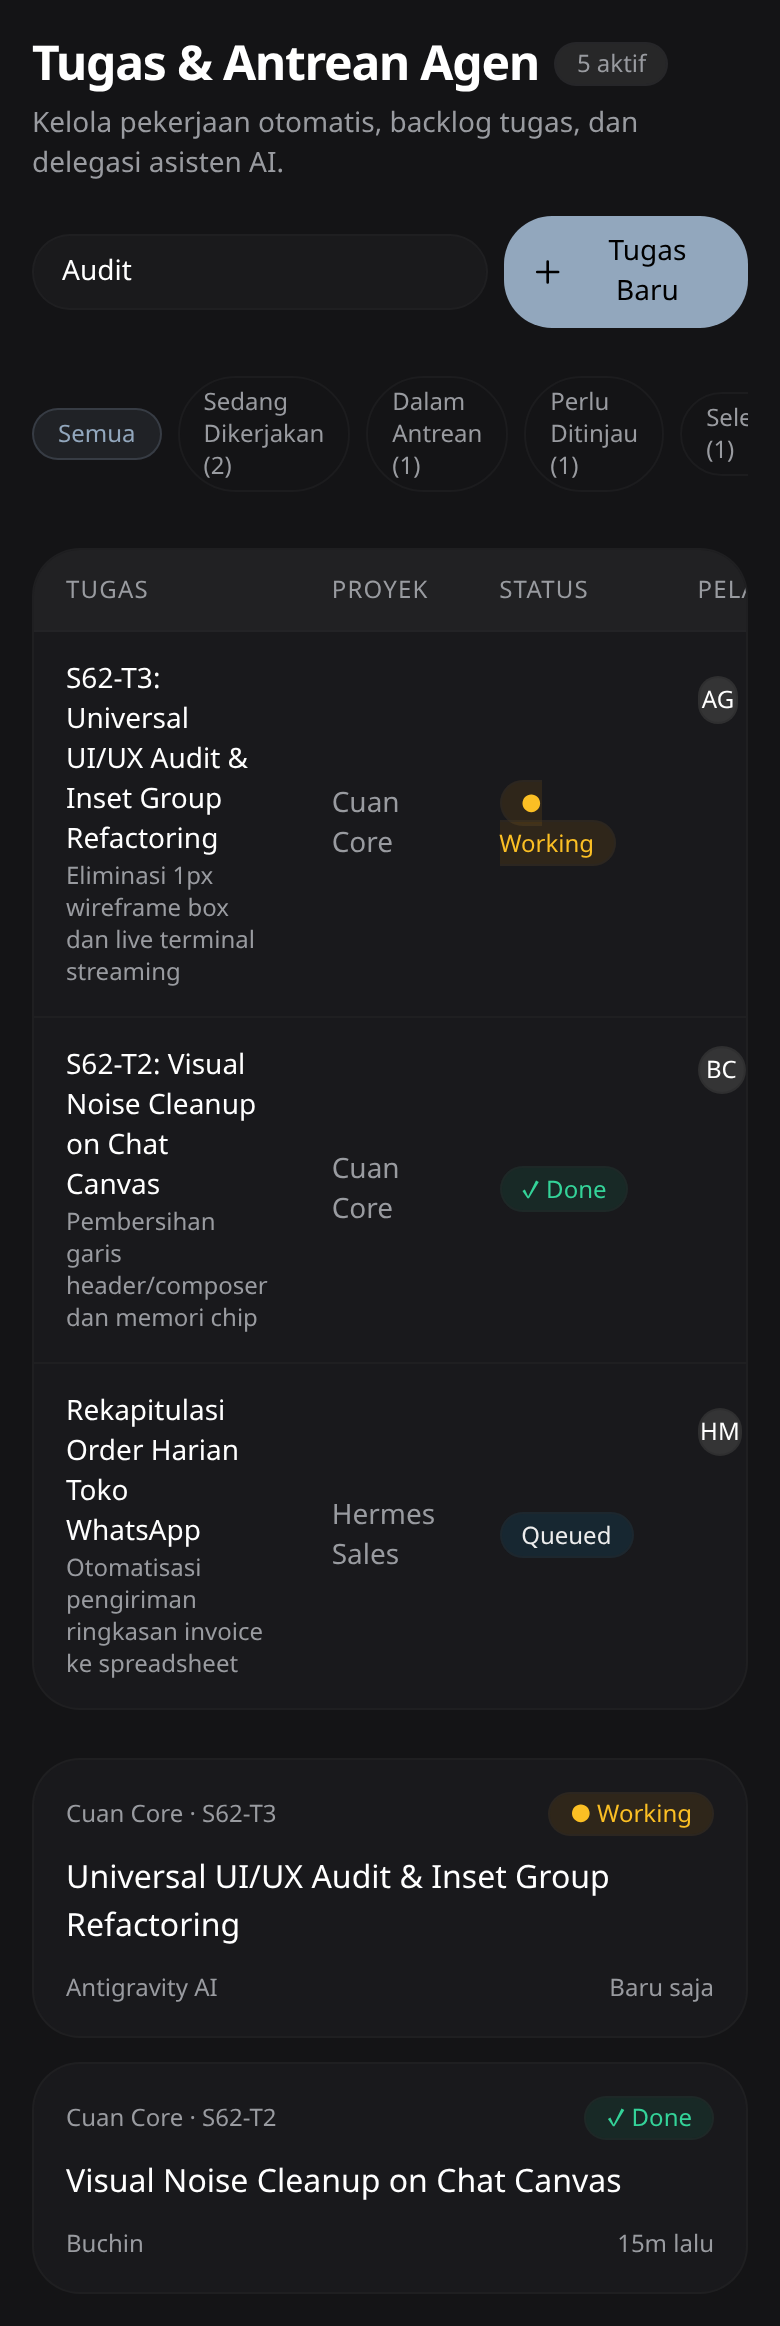 Tugas & Antrean Agen
5 aktif
Kelola pekerjaan otomatis, backlog tugas, dan
delegasi asisten AI.
Audit
+ Tugas
Baru
Semua
Sedang
Dikerjakan
(2)
Dalam
Antrean
(1)
Perlu
Ditinjau
(1)
Sele
(1)
TUGAS
PROYEK
STATUS
PELA
S62-T3:
Universal
UI/UX Audit &
Inset Group
Refactoring
Eliminasi 1px
wireframe box
dan live terminal
streaming
Cuan
Core
● 
Working
AG
S62-T2: Visual
Noise Cleanup
on Chat
Canvas
Pembersihan
garis
header/composer
dan memori chip
Cuan
Core
✓ Done
BC
Rekapitulasi
Order Harian
Toko
WhatsApp
Otomatisasi
pengiriman
ringkasan invoice
ke spreadsheet
Hermes
Sales
Queued
HM
Cuan Core · S62-T3
● Working
Universal UI/UX Audit & Inset Group
Refactoring
Antigravity AI
Baru saja
Cuan Core · S62-T2
✓ Done
Visual Noise Cleanup on Chat Canvas
Buchin
15m lalu